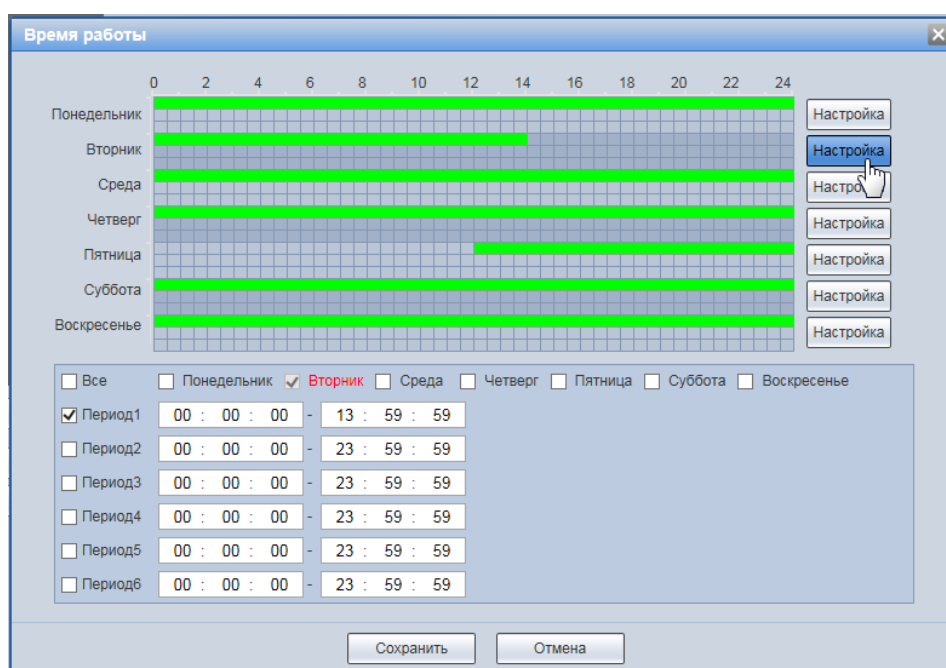 Время работы
0 2 4 6 8 10 12 14 16 18 20 22 24
Понедельник Настройка
Вторник Настройка
Среда
Четверг Настройка
Пятница Настройка
Суббота Настройка
Воскресенье Настройка
Все Понедельник Вторник Среда Четверг Пятница Суббота Воскресенье
Период1 00 : 00 : 00 - 13 : 59 : 59
Период2 00 : 00 : 00 - 23 : 59 : 59
Период3 00 : 00 : 00 - 23 : 59 : 59
Период4 00 : 00 : 00 - 23 : 59 : 59
Период5 00 : 00 : 00 - 23 : 59 : 59
Период6 00 : 00 : 00 - 23 : 59 : 59
Сохранить Отмена